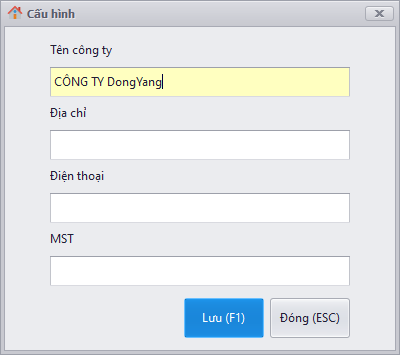 Cấu hình
Tên công ty
CÔNG TY DongYang
Địa chỉ
Điện thoại
MST
Lưu (F1)
Đóng (ESC)